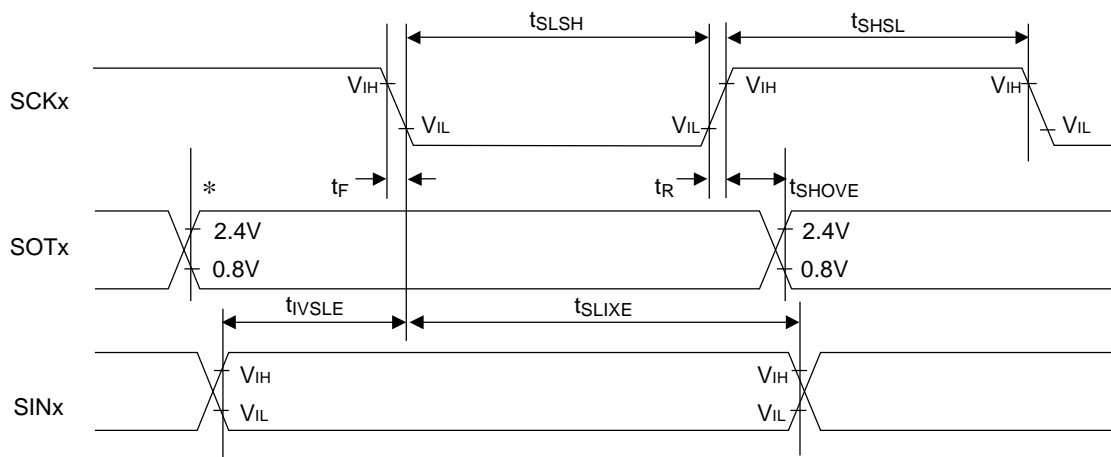 tSLSH
tSHSL
SCKx
VIH
VIL
VIL
VIH
VIH
VIL
*
tF
tR
tSHOVE
SOTx
2.4V
0.8V
2.4V
0.8V
tIVSLE
tSLIXE
SINx
VIH
VIL
VIH
VIL